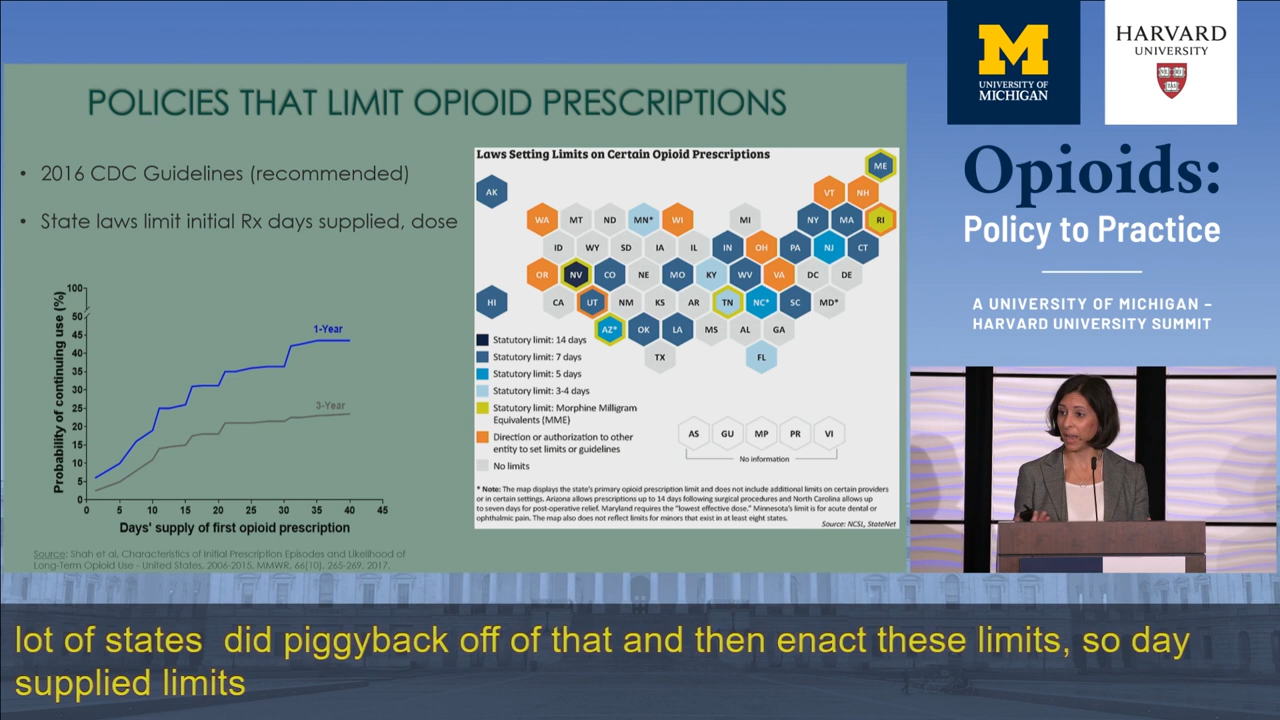 POLICIES THAT LIMIT OPIOID PRESCRIPTIONS
• 2016 CDC Guidelines (recommended)
• State laws limit initial Rx days supplied, dose
Probability of continuing use (%)
100
50
45
40
35
30
25
20
15
10
5
0
1-Year
3-Year
0 5 10 15 20 25 30 35 40 45
Days' supply of first opioid prescription
Source: Shah et al, Characteristics of Initial Prescription Episodes and Likelihood of
Long-Term Opioid Use - United States, 2006-2015, MMWR, 66(10), 265-269, 2017.
Laws Setting Limits on Certain Opioid Prescriptions
ME
AK VT NH
WA MT ND MN* WI MI NY MA RI
ID WY SD IA IL IN OH PA NJ CT
OR NV CO NE MO KY WV VA DC DE
HI CA UT NM KS AR TN NC* SC MD*
AZ* OK LA MS AL GA
TX FL
Statutory limit: 14 days
Statutory limit: 7 days
Statutory limit: 5 days
Statutory limit: 3-4 days
Statutory limit: Morphine Milligram
Equivalents (MME)
Direction or authorization to other
entity to set limits or guidelines
No limits
AS GU MP PR VI
No information
* Note: The map displays the state's primary opioid prescription limit and does not include additional limits on certain providers
or in certain settings. Arizona allows prescriptions up to 14 days following surgical procedures and North Carolina allows up
to seven days for post-operative relief. Maryland requires the "lowest effective dose." Minnesota's limit is for acute dental or
ophthalmic pain. The map also does not reflect limits for minors that exist in at least eight states.
Source: NCSL, StateNet
M
UNIVERSITY OF
MICHIGAN
HARVARD
UNIVERSITY
Opioids:
Policy to Practice
A UNIVERSITY OF MICHIGAN –
HARVARD UNIVERSITY SUMMIT
lot of states did piggyback off of that and then enact these limits, so day
supplied limits